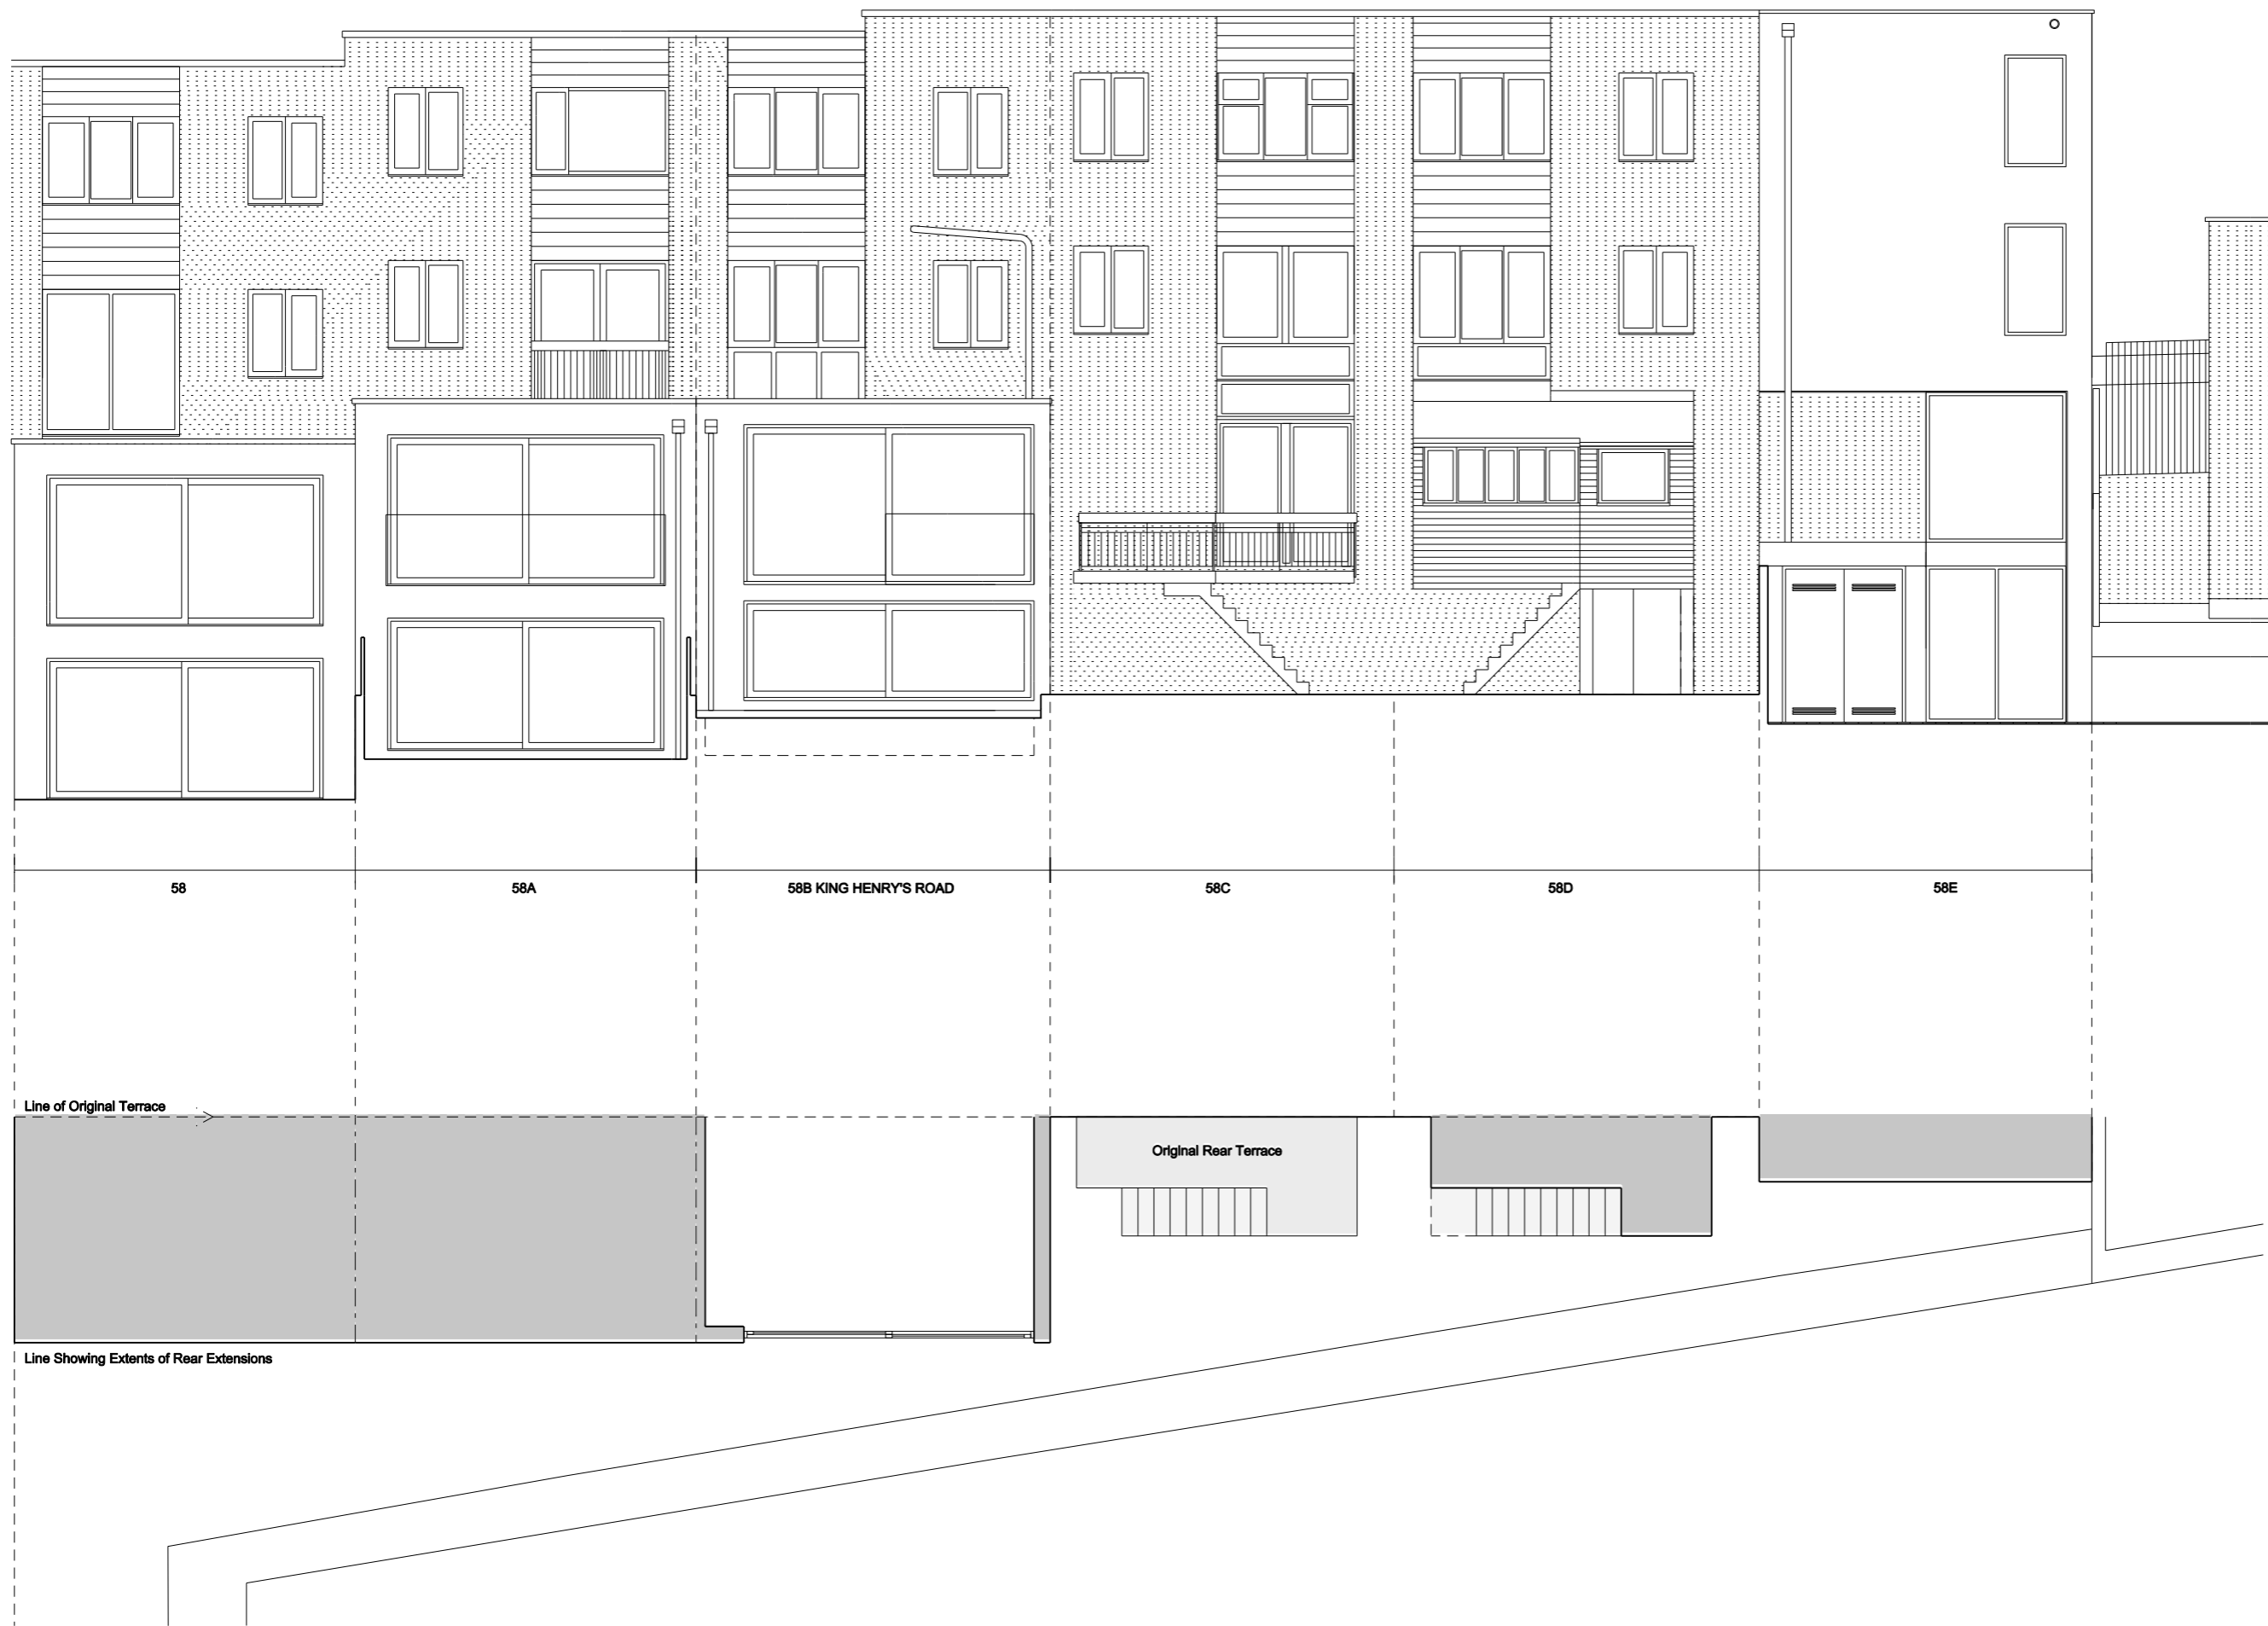 58
58A
58B KING HENRY'S ROAD
58C
58D
58E
Line of Original Terrace
Original Rear Terrace
Line Showing Extents of Rear Extensions